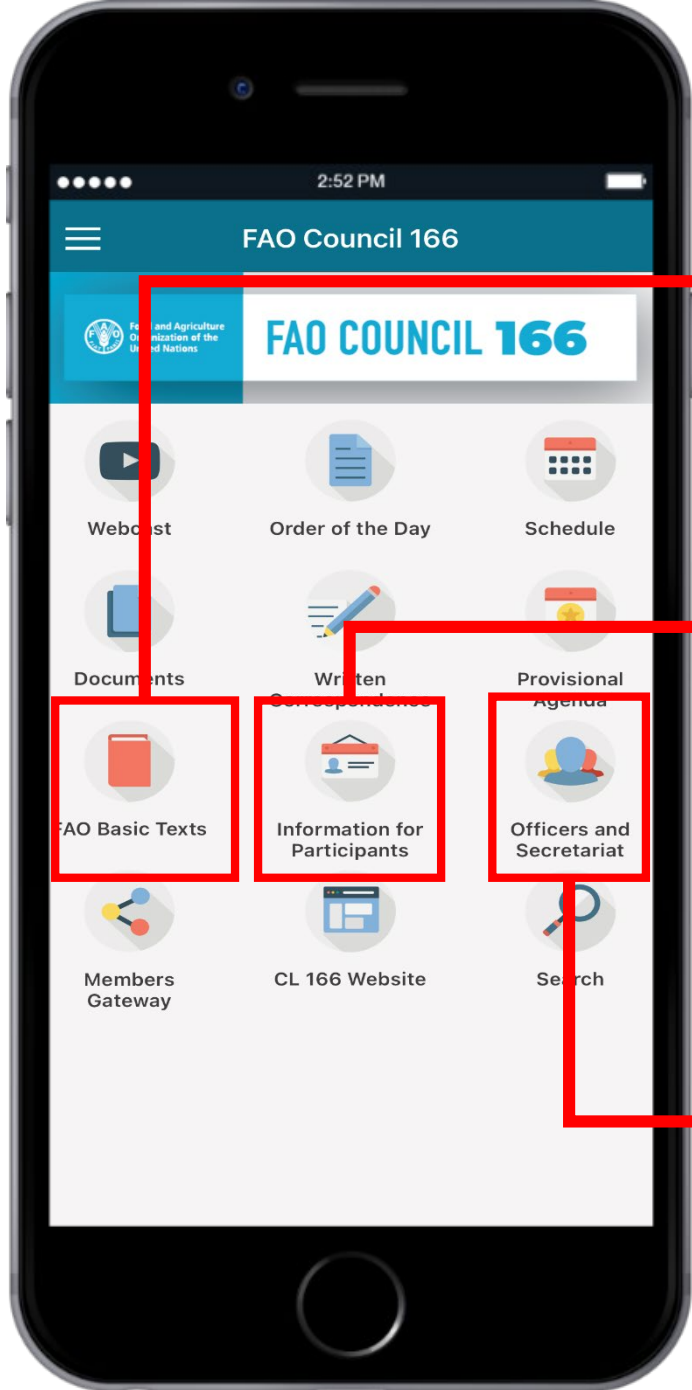 2:52 PM
FAO Council 166
Food and Agriculture
Organization of the
United Nations
FAO COUNCIL 166
Webcast
Order of the Day
Schedule
Documents
Written
Correspondence
Provisional
Agenda
FAO Basic Texts
Information for
Participants
Officers and
Secretariat
Members
Gateway
CL 166 Website
Search